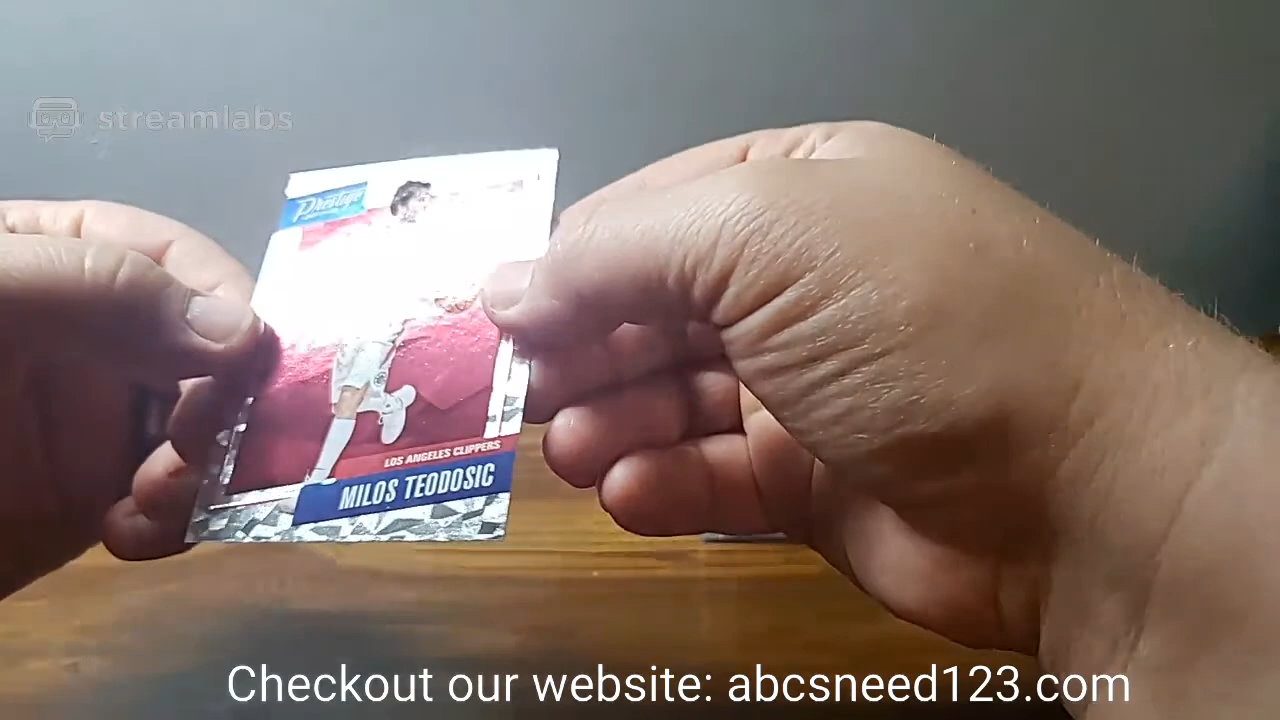 streamlabs
Prestige
LOS ANGELES CLIPPERS
MILOS TEODOSIC
Checkout our website: abcsneed123.com